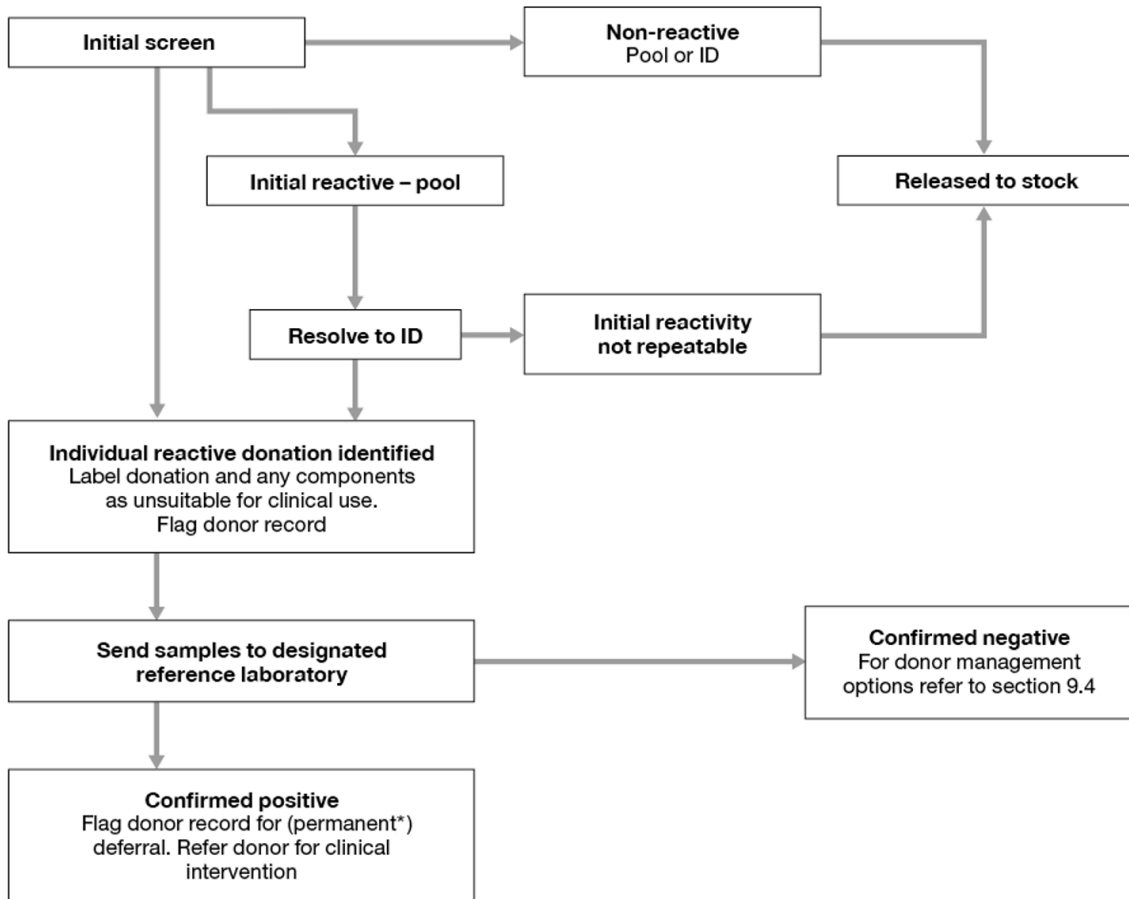 Initial screen
Non-reactive
Pool or ID
Initial reactive – pool
Released to stock
Resolve to ID
Initial reactivity
not repeatable
Individual reactive donation identified
Label donation and any components
as unsuitable for clinical use.
Flag donor record
Send samples to designated
reference laboratory
Confirmed negative
For donor management
options refer to section 9.4
Confirmed positive
Flag donor record for (permanent*)
deferral. Refer donor for clinical
intervention